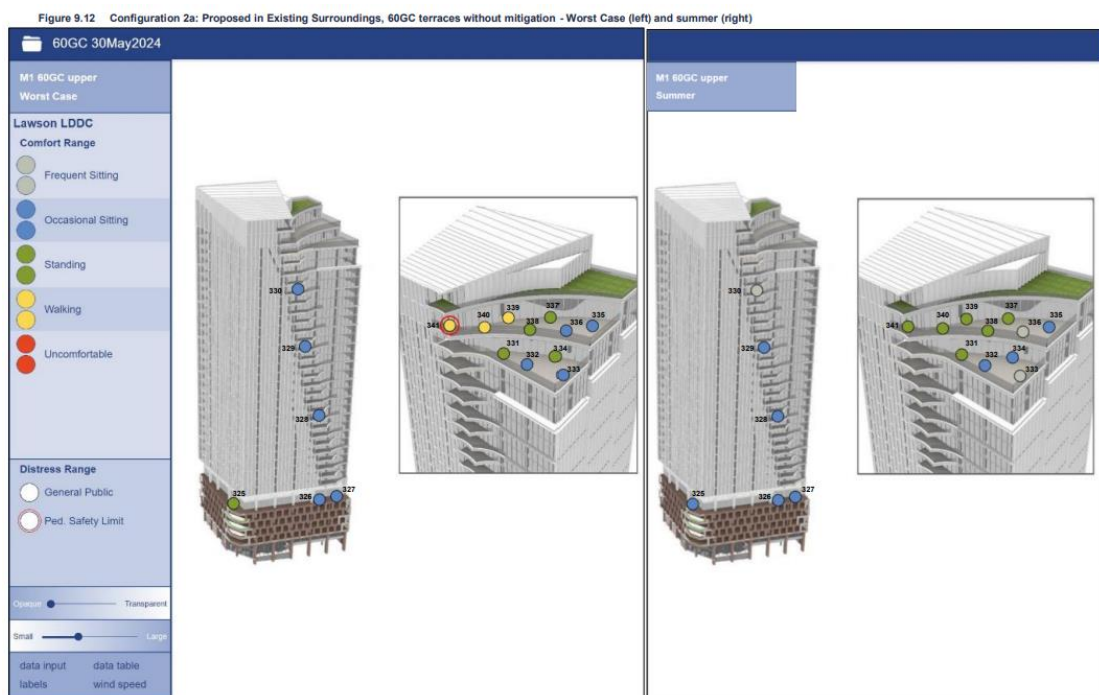 Figure 9.12 Configuration 2a: Proposed in Existing Surroundings, 60GC terraces without mitigation - Worst Case (left) and summer (right)
60GC 30May2024
M1 60GC upper
Worst Case
Lawson LDDC
Comfort Range
Frequent Sitting
Occasional Sitting
Standing
Walking
Uncomfortable
Distress Range
General Public
Ped. Safety Limit
Opaque Transparent
Small Large
data input data table
labels wind speed
330
329
328
325
326
327
339
337
341
340
338
336
335
331
334
332
333
M1 60GC upper
Summer
330
329
328
325
326
327
339
337
341
340
338
336
335
331
334
332
333